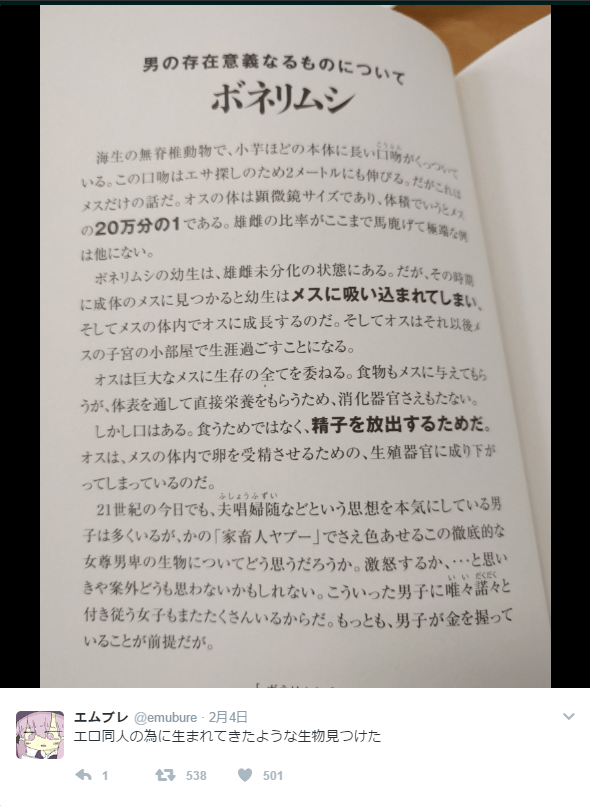 男の存在意義なるものについて
ボネリムシ
海生の無脊椎動物で、小芋ほどの本体に長い口吻がくっついて
こうふん
いる。この口吻はエサ探しのため2メートルにも伸びる。だがこれは
メスだけの話だ。オスの体は顕微鏡サイズであり、体積でいうとメス
の20万分の1である。雄雌の比率がここまで馬鹿げて極端な例
は他にない。
ボネリムシの幼生は、雄雌未分化の状態にある。だが、その時期
に成体のメスに見つかると幼生はメスに吸い込まれてしまい、
そしてメスの体内でオスに成長するのだ。そしてオスはそれ以後メ
スの子宮の小部屋で生涯過ごすことになる。
オスは巨大なメスに生存の全てを委ねる。食物もメスに与えてもら
うが、体表を通して直接栄養をもらうため、消化器官さえもたない。
しかし口はある。食うためではなく、精子を放出するためだ。
オスは、メスの体内で卵を受精させるための、生殖器官に成り下が
ってしまっているのだ。
ふしょうふずい
21世紀の今日でも、夫唱婦随などという思想を本気にしている男
子は多くいるが、かの「家畜人ヤプー」でさえ色あせるこの徹底的な
女尊男卑の生物についてどう思うだろうか。激怒するか、…と思い
きや案外どうも思わないかもしれない。こういった男子に唯々諾々と
いい だくだく
付き従う女子もまたたくさんいるからだ。もっとも、男子が金を握って
いることが前提だが。
エムブレ @emubure · 2月4日
エロ同人の為に生まれてきたような生物見つけた
1 538 501